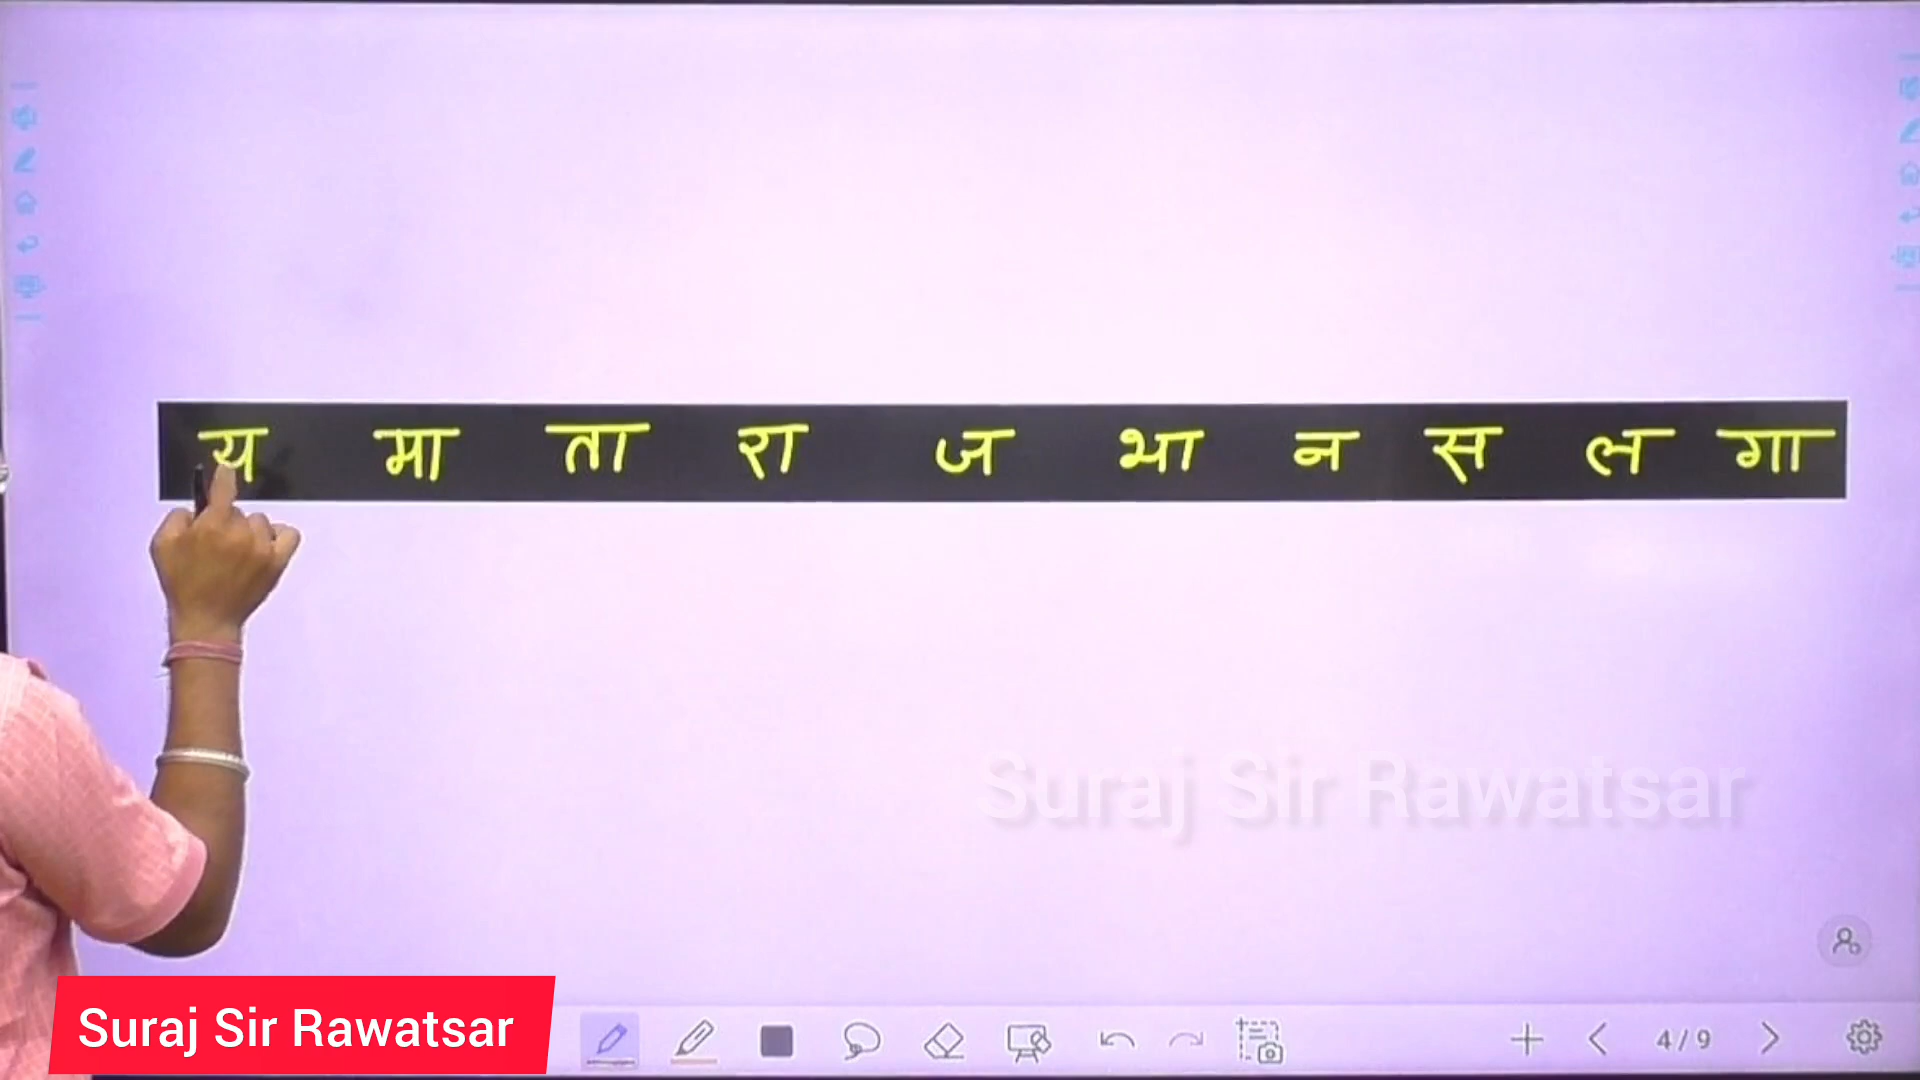 य मा ता रा ज भा न स ल गा
Suraj Sir Rawatsar
Suraj Sir Rawatsar
4/9